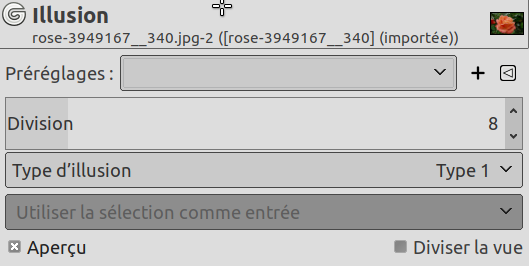 Illusion
rose-3949167__340.jpg-2 ([rose-3949167__340] (importée))
Préréglages :
Division 8
Type d’illusion Type 1
Utiliser la sélection comme entrée
Aperçu Diviser la vue